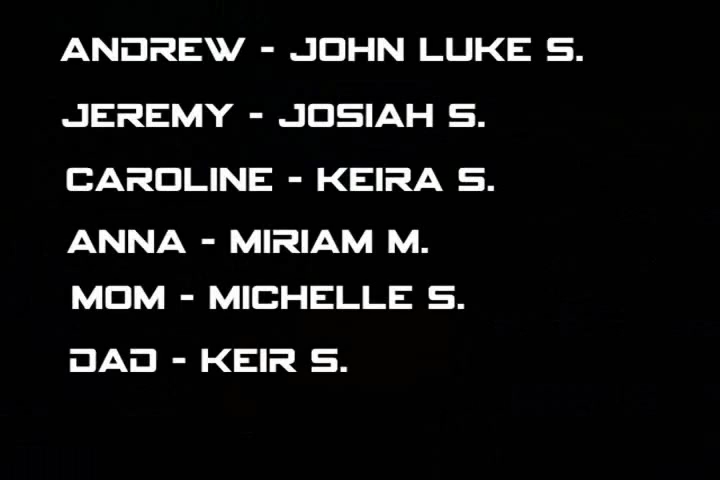 ANDREW - JOHN LUKE S.
JEREMY - JOSIAH S.
CAROLINE - KEIRA S.
ANNA - MIRIAM M.
MOM - MICHELLE S.
DAD - KEIR S.